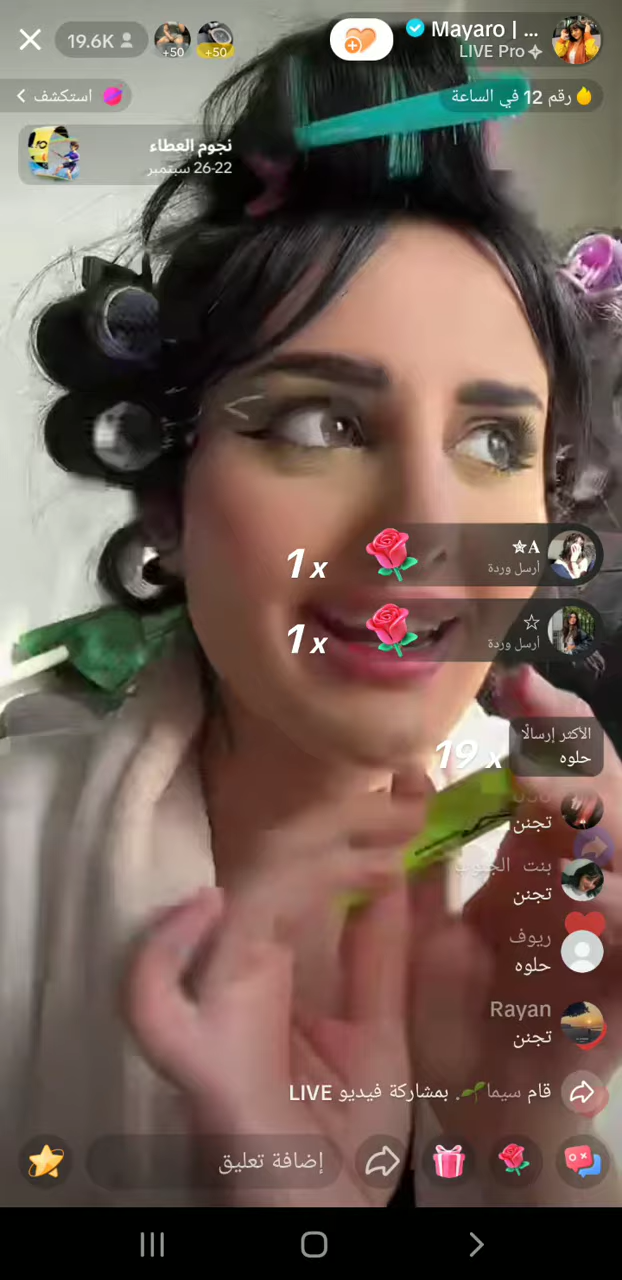 19.6K
+50
+50
Mayaro | ...
LIVE Pro
استكشف
رقم 12 في الساعة
نجوم العطاء
22-26 سبتمبر
A
أرسل وردة
1 x
أرسل وردة
1 x
الأكثر إرسالًا
حلوه
19 x
تجنن
بنت الجنوب
تجنن
ريوف
حلوه
Rayan
تجنن
قام سيما. بمشاركة فيديو LIVE
إضافة تعليق